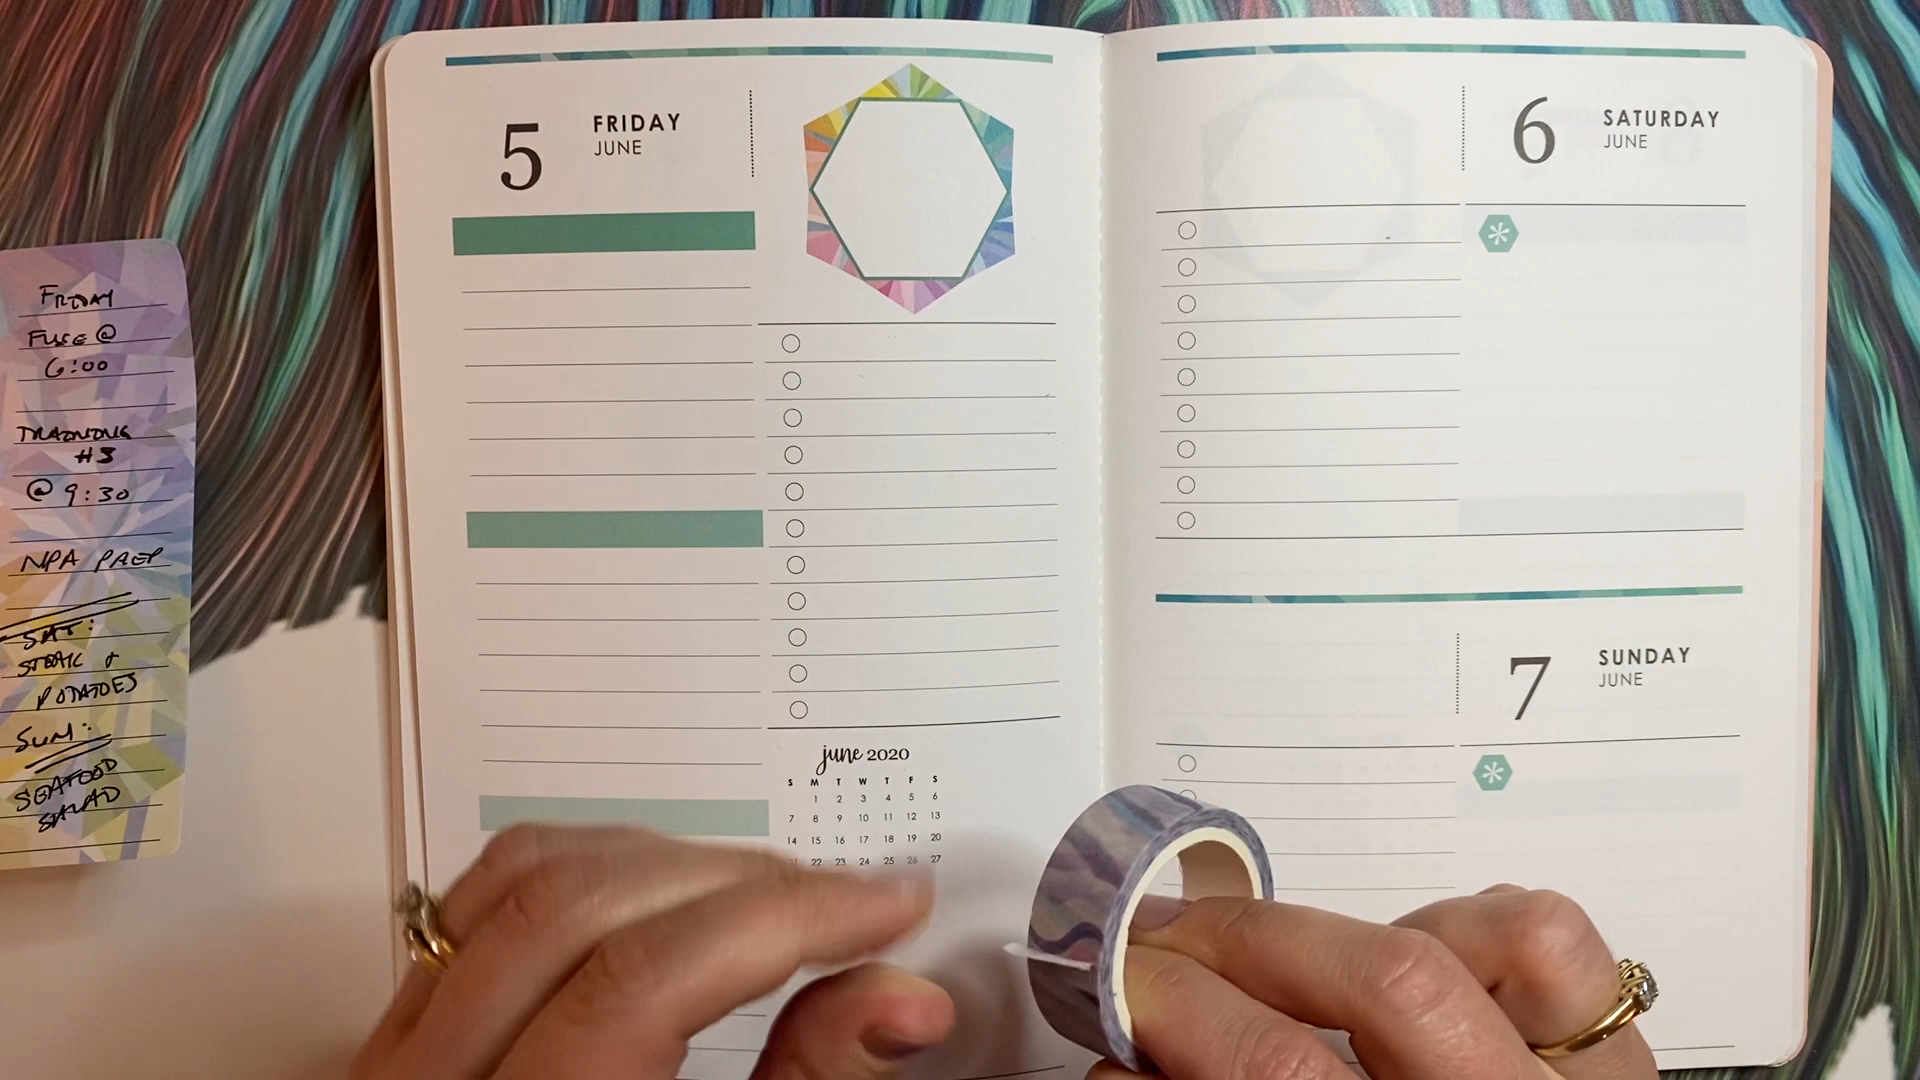 FRIDAY
FUSE @
6:00
TRAINING
#3
@ 9:30
NPA PREP
SAT:
STEAK &
POTATOES
SUN:
SEAFOOD
SALAD
5
FRIDAY
JUNE
june 2020
S M T W T F S
1 2 3 4 5 6
7 8 9 10 11 12 13
14 15 16 17 18 19 20
21 22 23 24 25 26 27
6
SATURDAY
JUNE
*
7
SUNDAY
JUNE
*